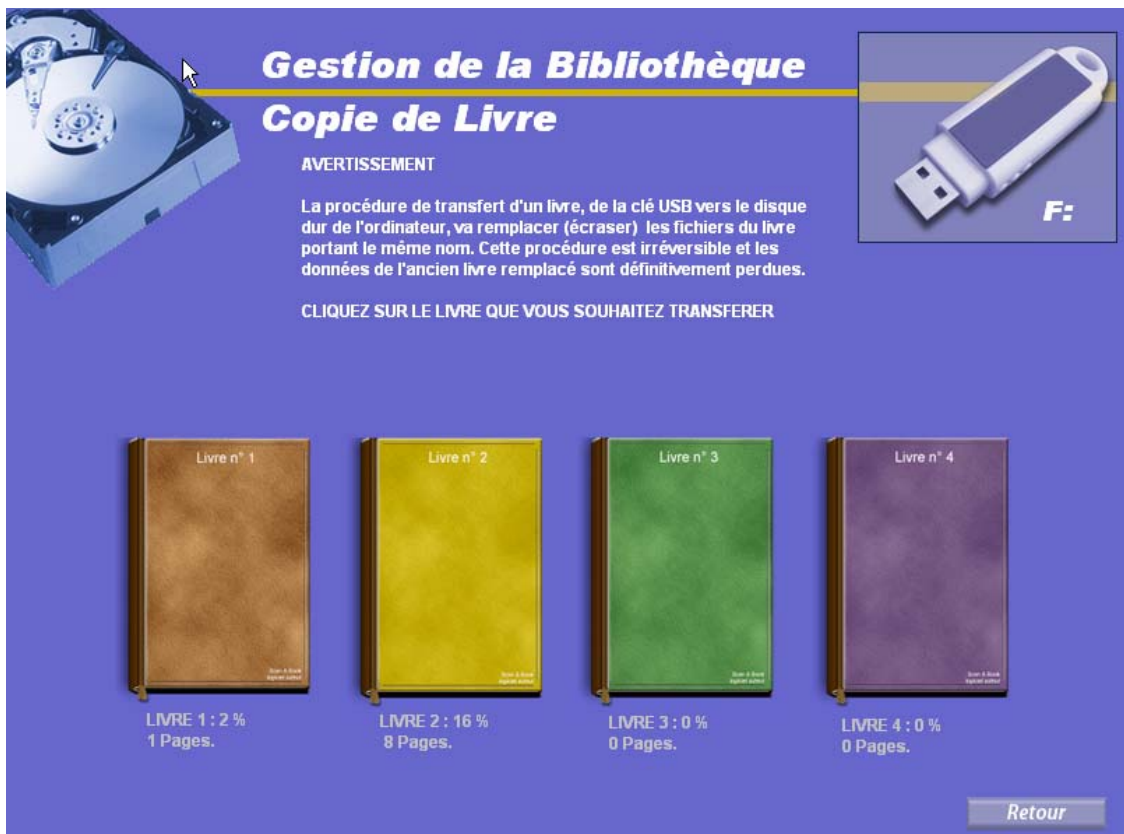 Gestion de la Bibliothèque
Copie de Livre
F:
AVERTISSEMENT
La procédure de transfert d'un livre, de la clé USB vers le disque
dur de l'ordinateur, va remplacer (écraser) les fichiers du livre
portant le même nom. Cette procédure est irréversible et les
données de l'ancien livre remplacé sont définitivement perdues.
CLIQUEZ SUR LE LIVRE QUE VOUS SOUHAITEZ TRANSFERER
Livre n° 1
Livre n° 2
Livre n° 3
Livre n° 4
LIVRE 1 : 2 %
1 Pages.
LIVRE 2 : 16 %
8 Pages.
LIVRE 3 : 0 %
0 Pages.
LIVRE 4 : 0 %
0 Pages.
Retour